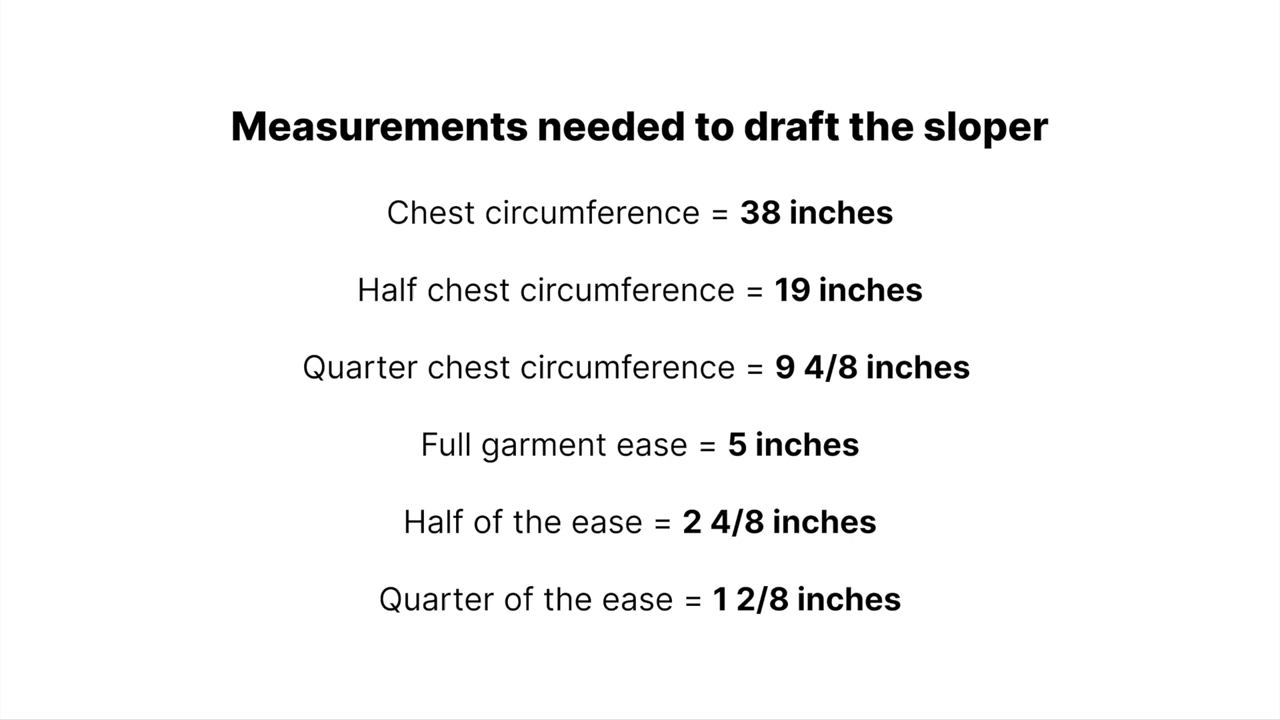 Measurements needed to draft the sloper
Chest circumference = 38 inches
Half chest circumference = 19 inches
Quarter chest circumference = 9 4/8 inches
Full garment ease = 5 inches
Half of the ease = 2 4/8 inches
Quarter of the ease = 1 2/8 inches